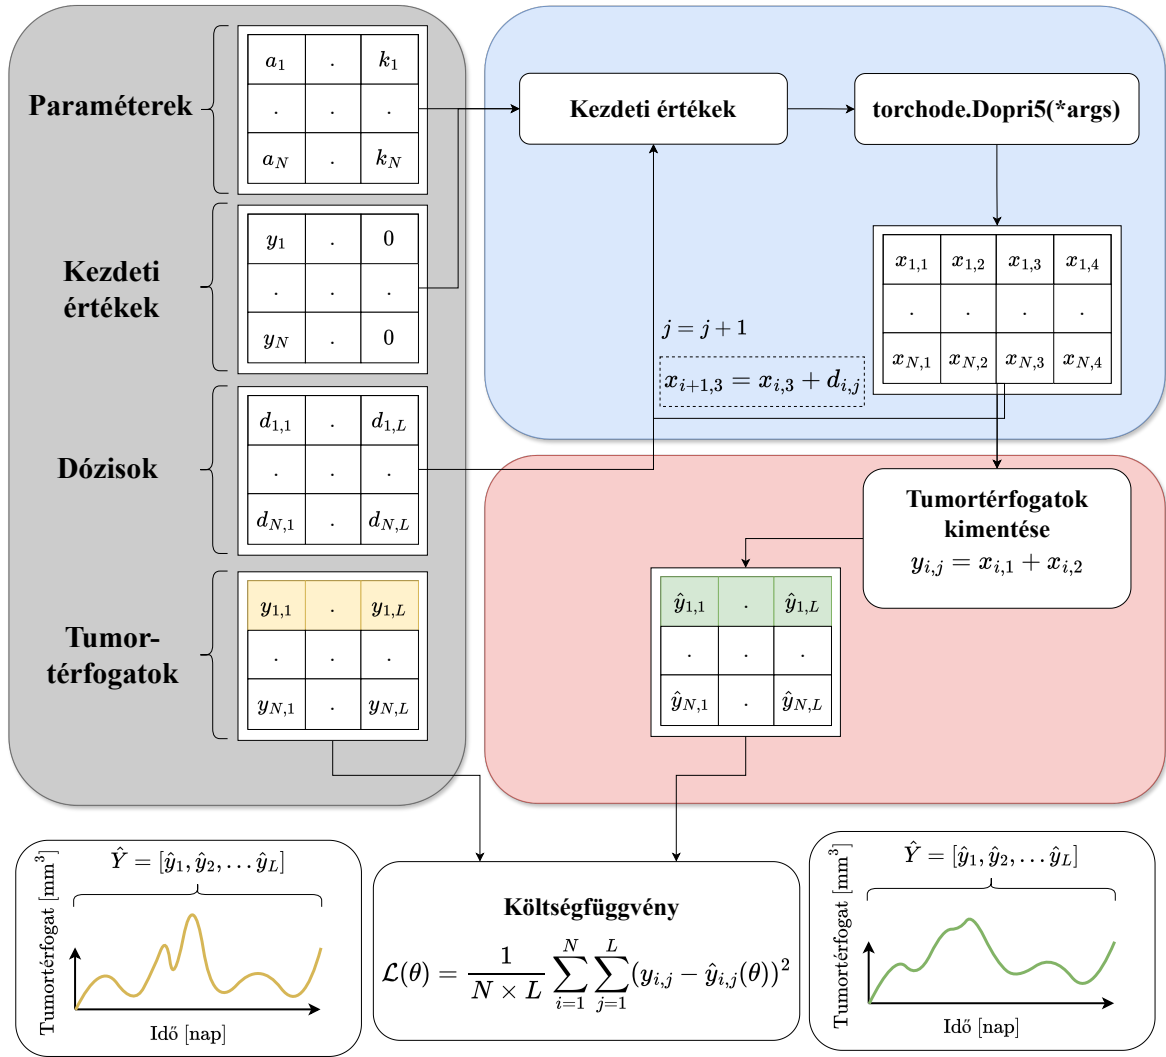 Paraméterek
a_1 . k_1
. . .
a_N . k_N
Kezdeti
értékek
y_1 . 0
. . .
y_N . 0
Dózisok
d_{1,1} . d_{1,L}
. . .
d_{N,1} . d_{N,L}
Tumor-
térfogatok
y_{1,1} . y_{1,L}
. . .
y_{N,1} . y_{N,L}
Kezdeti értékek
torchode.Dopri5(*args)
x_{1,1} x_{1,2} x_{1,3} x_{1,4}
. . . .
x_{N,1} x_{N,2} x_{N,3} x_{N,4}
j = j + 1
x_{i+1,3} = x_{i,3} + d_{i,j}
Tumortérfogatok
kimentése
y_{i,j} = x_{i,1} + x_{i,2}
ŷ_{1,1} . ŷ_{1,L}
. . .
ŷ_{N,1} . ŷ_{N,L}
Tumortérfogat [mm³]
Ŷ = [ŷ_1, ŷ_2, … ŷ_L]
Idő [nap]
Költségfüggvény
ℒ(θ) = \frac{1}{N × L} \sum_{i=1}^{N} \sum_{j=1}^{L} (y_{i,j} − ŷ_{i,j}(θ))²
Tumortérfogat [mm³]
Ŷ = [ŷ_1, ŷ_2, … ŷ_L]
Idő [nap]